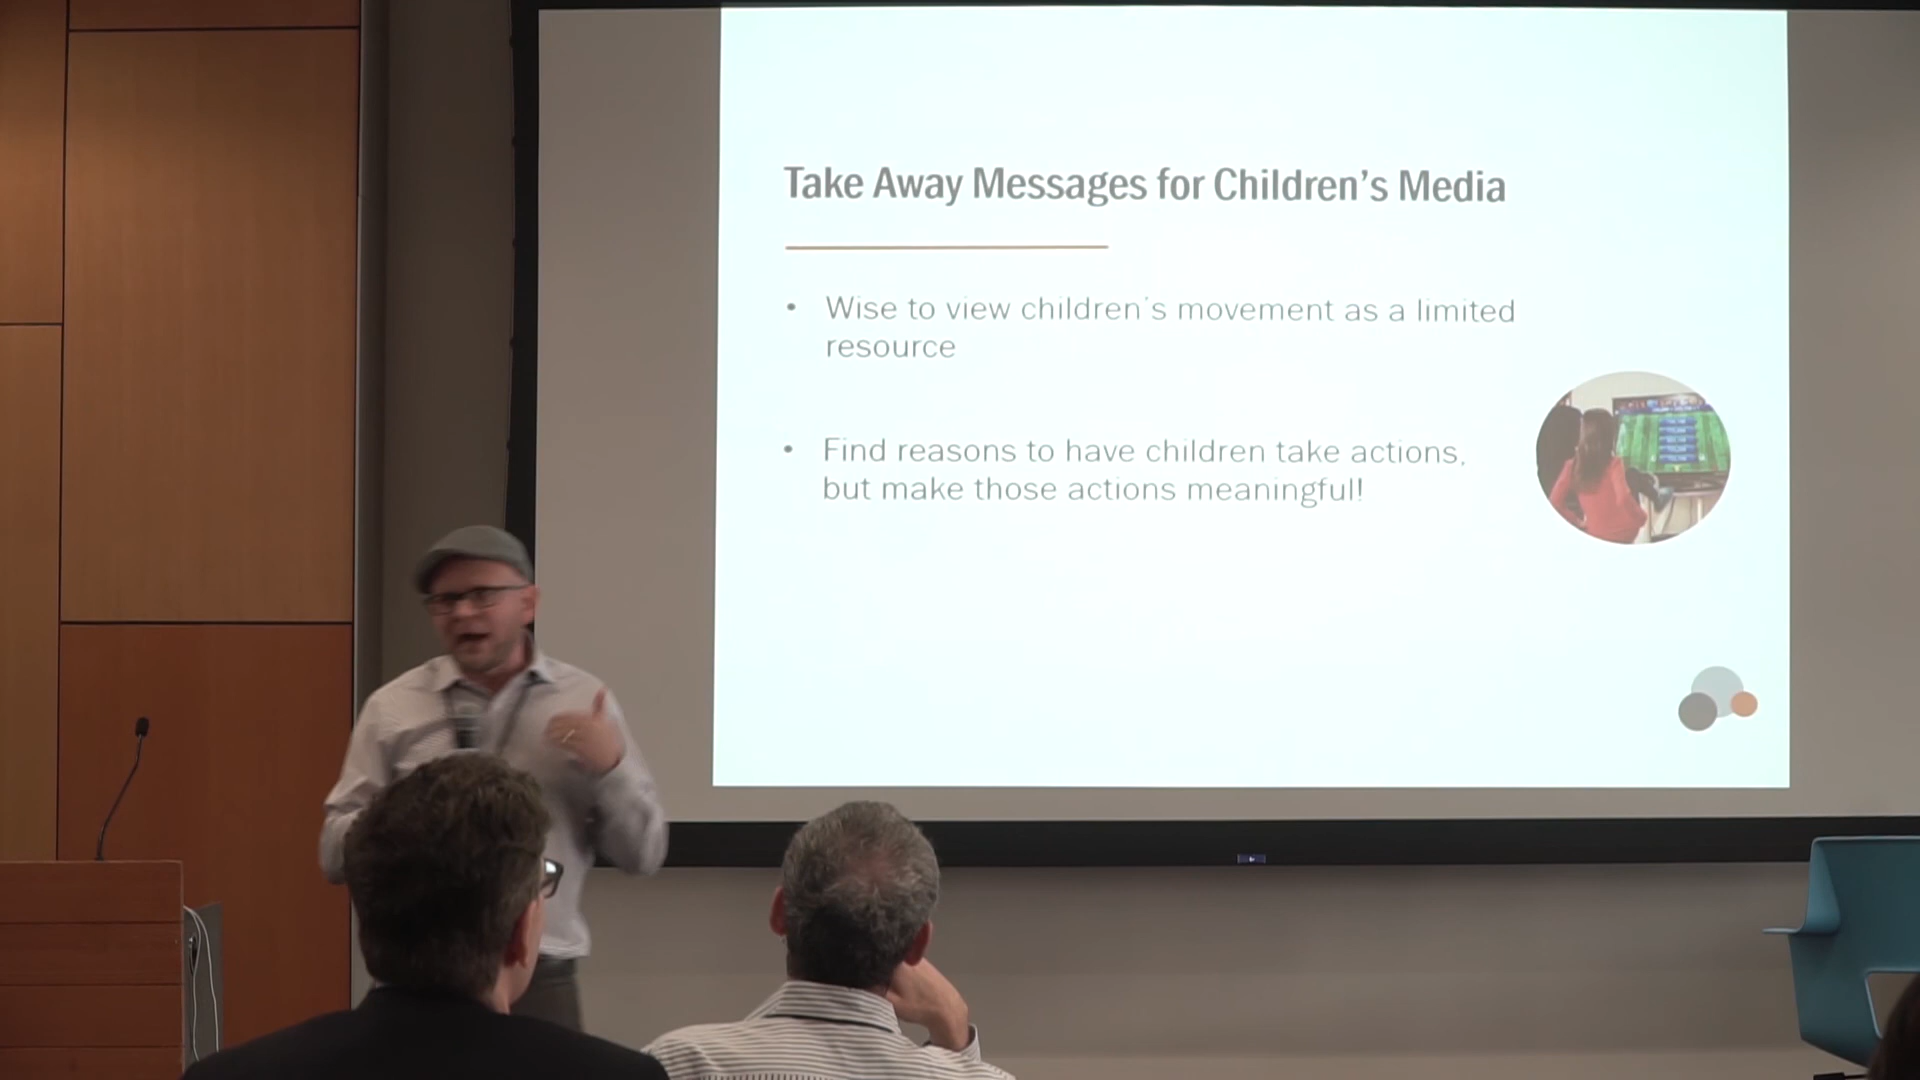 Take Away Messages for Children's Media
• Wise to view children's movement as a limited
resource
• Find reasons to have children take actions,
but make those actions meaningful!